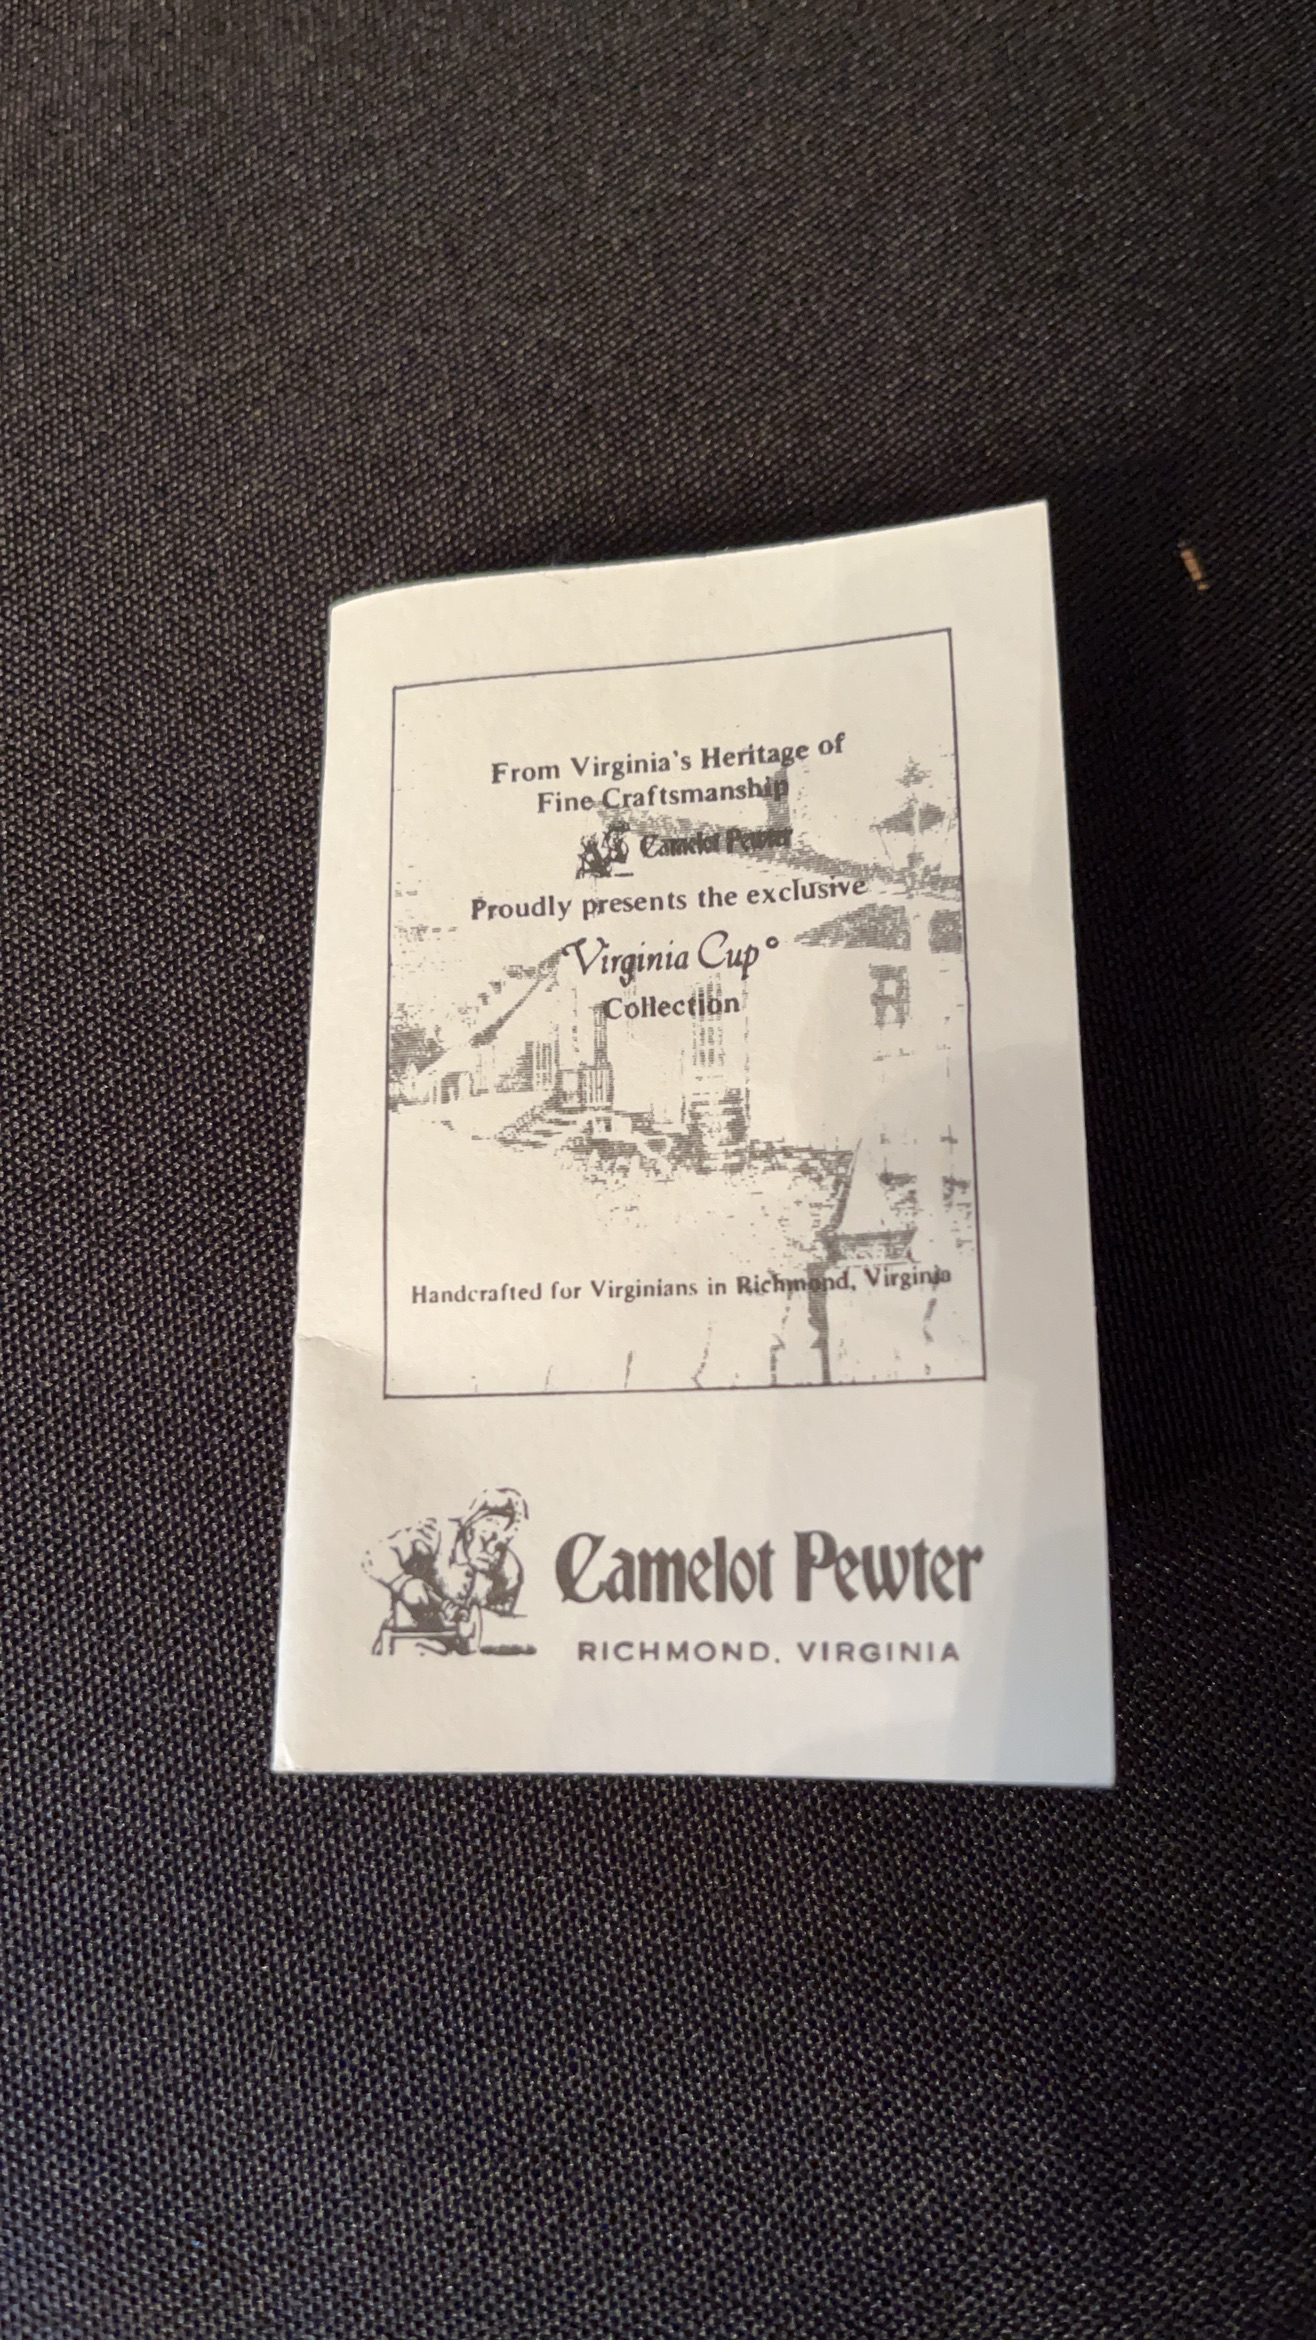 From Virginia's Heritage of
Fine Craftsmanship
Camelot Pewter
Proudly presents the exclusive
Virginia Cup°
Collection
Handcrafted for Virginians in Richmond, Virginia
Camelot Pewter
RICHMOND, VIRGINIA